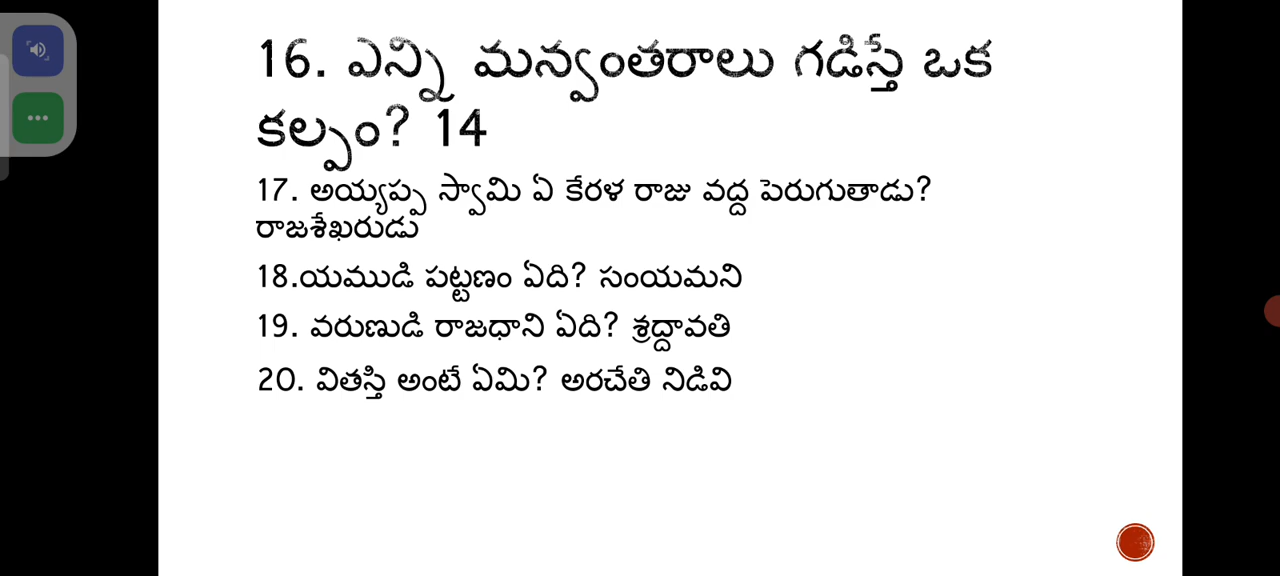 16. ఎన్ని మన్వంతరాలు గడిస్తే ఒక
కల్పం? 14
17. అయ్యప్ప స్వామి ఏ కేరళ రాజు వద్ద పెరుగుతాడు?
రాజశేఖరుడు
18.యముడి పట్టణం ఏది? సంయమని
19. వరుణుడి రాజధాని ఏది? శ్రద్దావతి
20. వితస్తి అంటే ఏమి? అరచేతి నిడివి